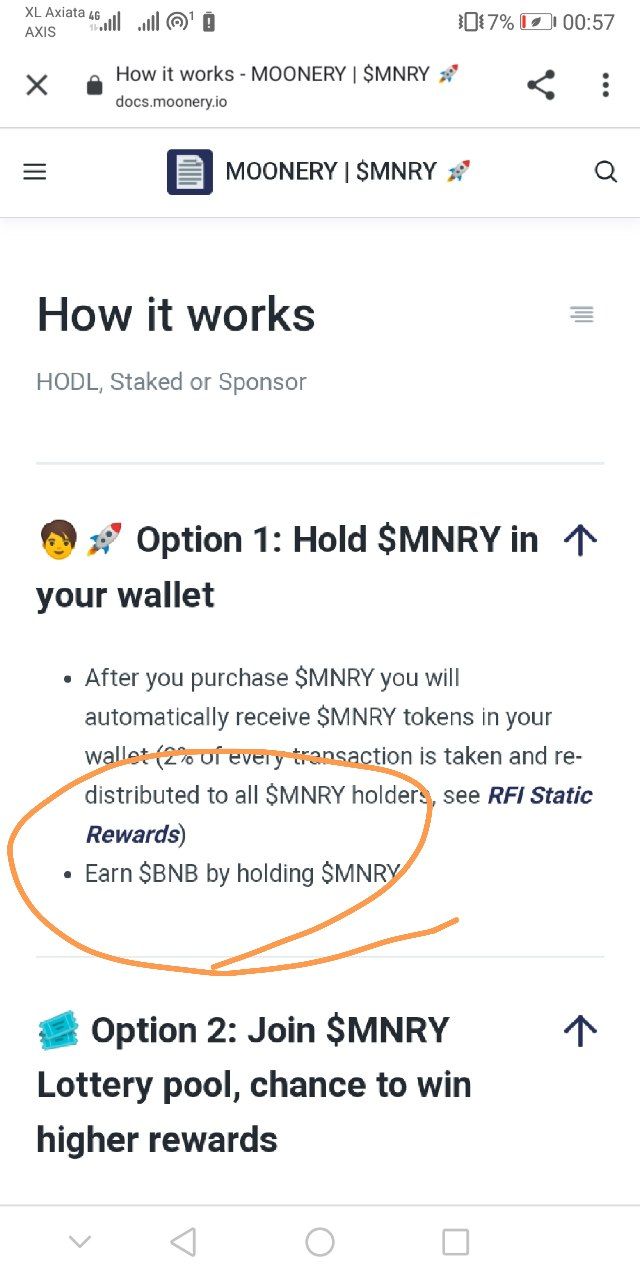 XL Axiata 4G
AXIS
1
7% 00:57
How it works - MOONERY | $MNRY 🚀
docs.moonery.io
MOONERY | $MNRY 🚀
How it works
HODL, Staked or Sponsor
🧑🚀 Option 1: Hold $MNRY in
your wallet
• After you purchase $MNRY you will
automatically receive $MNRY tokens in your
wallet (2% of every transaction is taken and re-
distributed to all $MNRY holders, see RFI Static
Rewards)
• Earn $BNB by holding $MNRY
🎟️ Option 2: Join $MNRY
Lottery pool, chance to win
higher rewards